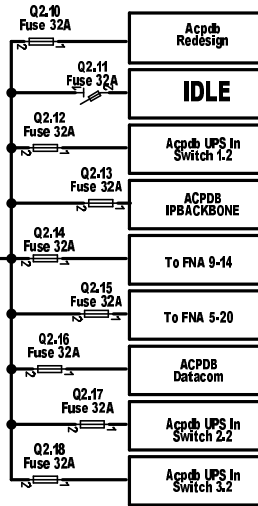 Q2.10
Fuse 32A
2
1
Acpdb
Redesign
Q2.11
Fuse 32A
1
2
IDLE
Q2.12
Fuse 32A
2
1
Acpdb UPS In
Switch 1.2
Q2.13
Fuse 32A
2
1
ACPDB
IPBACKBONE
Q2.14
Fuse 32A
2
1
To FNA 9-14
Q2.15
Fuse 32A
2
1
To FNA 5-20
Q2.16
Fuse 32A
2
1
ACPDB
Datacom
Q2.17
Fuse 32A
2
1
Acpdb UPS In
Switch 2.2
Q2.18
Fuse 32A
2
1
Acpdb UPS In
Switch 3.2